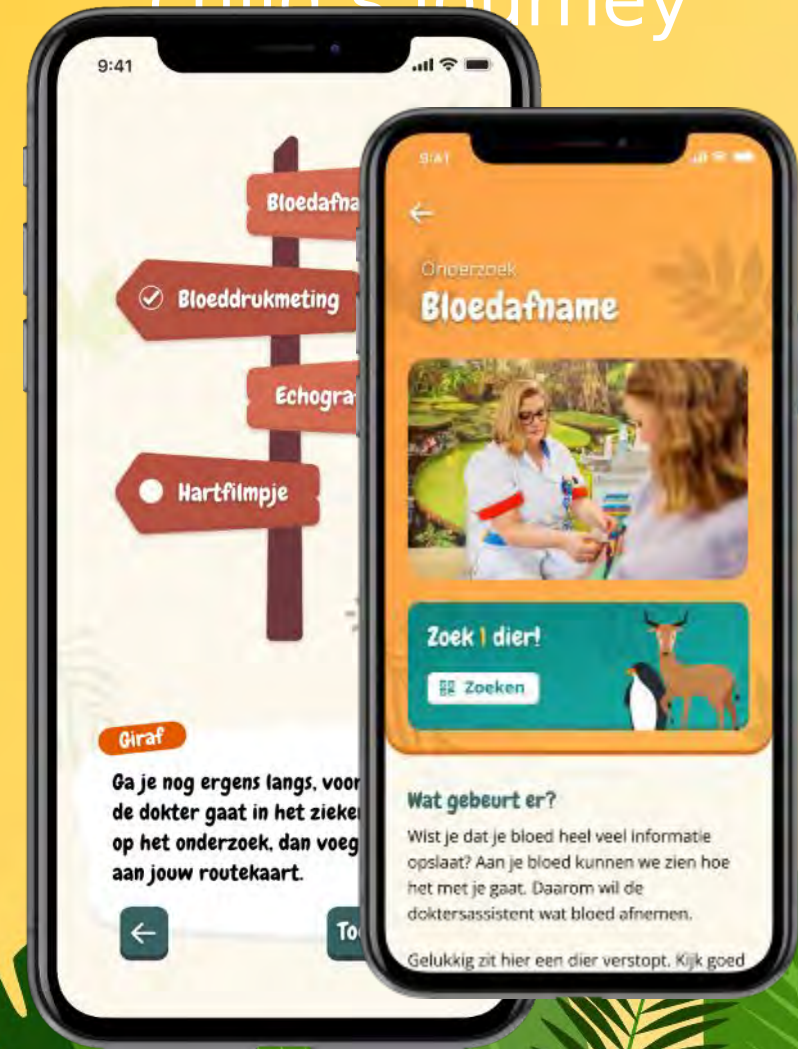 Child's Journey
9:41
Bloedafna
Bloeddrukmeting
Echogra
Hartfilmpje
Giraf
Ga je nog ergens langs, voor
de dokter gaat in het zieke
op het onderzoek, dan voeg
aan jouw routekaart.
To
9:41
Onderzoek
Bloedafname
Zoek 1 dier!
Zoeken
Wat gebeurt er?
Wist je dat je bloed heel veel informatie
opslaat? Aan je bloed kunnen we zien hoe
het met je gaat. Daarom wil de
doktersassistent wat bloed afnemen.
Gelukkig zit hier een dier verstopt. Kijk goed